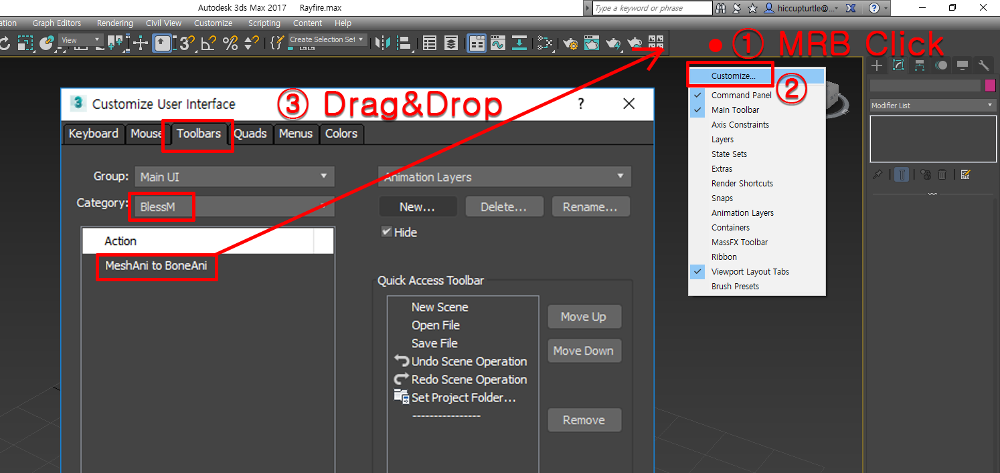 Autodesk 3ds Max 2017 Rayfire.max
Type a keyword or phrase
hiccupturtle@...
ation Graph Editors Rendering Civil View Customize Scripting Content Help
View
Create Selection Set
① MRB Click
Customize...
②
Command Panel
Main Toolbar
Axis Constraints
Layers
State Sets
Extras
Render Shortcuts
Snaps
Animation Layers
Containers
MassFX Toolbar
Ribbon
Viewport Layout Tabs
Brush Presets
Modifier List
3 Customize User Interface
③ Drag&Drop
? 
Keyboard Mouse Toolbars Quads Menus Colors
Group: Main UI
Category: BlessM
Action
MeshAni to BoneAni
Animation Layers
New... Delete... Rename...
Hide
Quick Access Toolbar
New Scene
Open File
Save File
Undo Scene Operation
Redo Scene Operation
Set Project Folder...
----------------
Move Up
Move Down
Remove